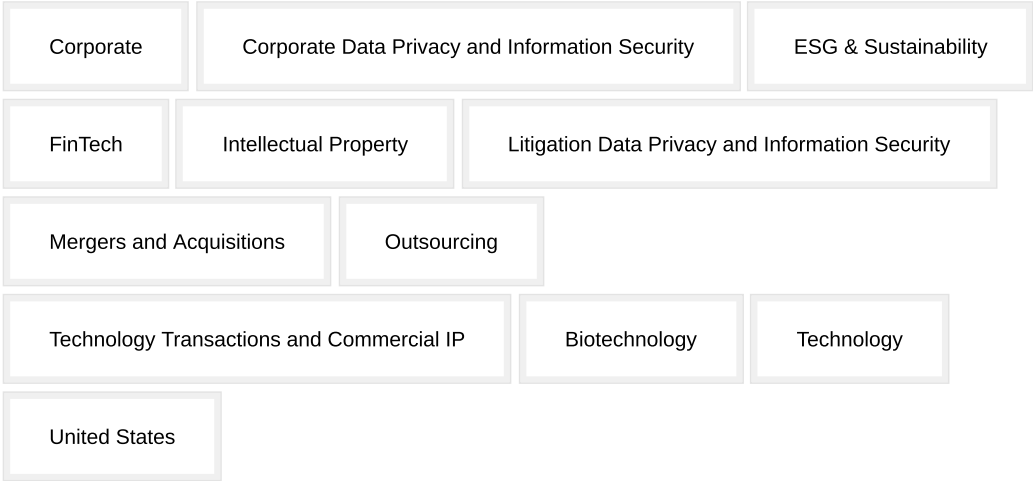 Corporate
Corporate Data Privacy and Information Security
ESG & Sustainability
FinTech
Intellectual Property
Litigation Data Privacy and Information Security
Mergers and Acquisitions
Outsourcing
Technology Transactions and Commercial IP
Biotechnology
Technology
United States